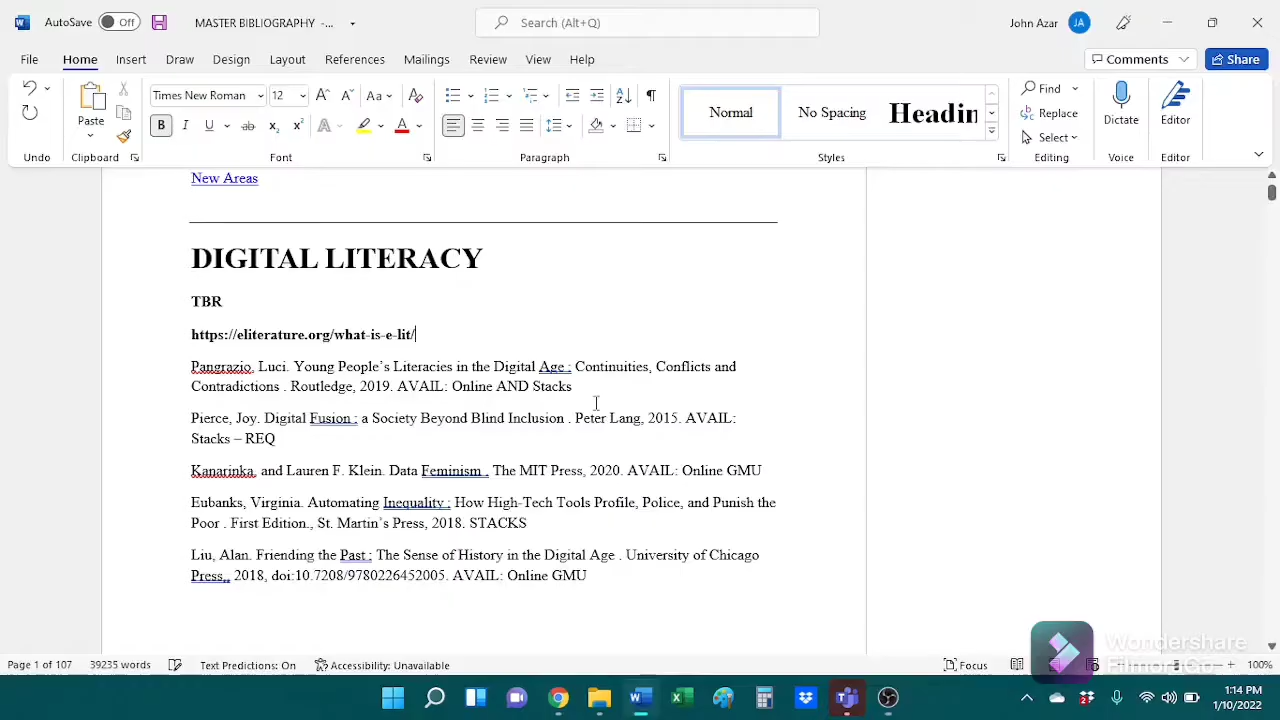 AutoSave Off MASTER BIBLIOGRAPHY -... Search (Alt+Q) John Azar JA
File Home Insert Draw Design Layout References Mailings Review View Help Comments Share
Times New Roman 12 Aa Normal No Spacing Headin Find
Paste B I U ab x₂ x² A A Replace Dictate Editor
Select
Undo Clipboard Font Paragraph Styles Editing Voice Editor
New Areas
DIGITAL LITERACY
TBR
https://eliterature.org/what-is-e-lit/
Pangrazio, Luci. Young People's Literacies in the Digital Age : Continuities, Conflicts and
Contradictions . Routledge, 2019. AVAIL: Online AND Stacks
Pierce, Joy. Digital Fusion : a Society Beyond Blind Inclusion . Peter Lang, 2015. AVAIL:
Stacks – REQ
Kanarinka, and Lauren F. Klein. Data Feminism . The MIT Press, 2020. AVAIL: Online GMU
Eubanks, Virginia. Automating Inequality : How High-Tech Tools Profile, Police, and Punish the
Poor . First Edition., St. Martin's Press, 2018. STACKS
Liu, Alan. Friending the Past : The Sense of History in the Digital Age . University of Chicago
Press,, 2018, doi:10.7208/9780226452005. AVAIL: Online GMU
Wondershare
FilmoraGo
Page 1 of 107 39235 words Text Predictions: On Accessibility: Unavailable Focus 100%
1:14 PM
1/10/2022